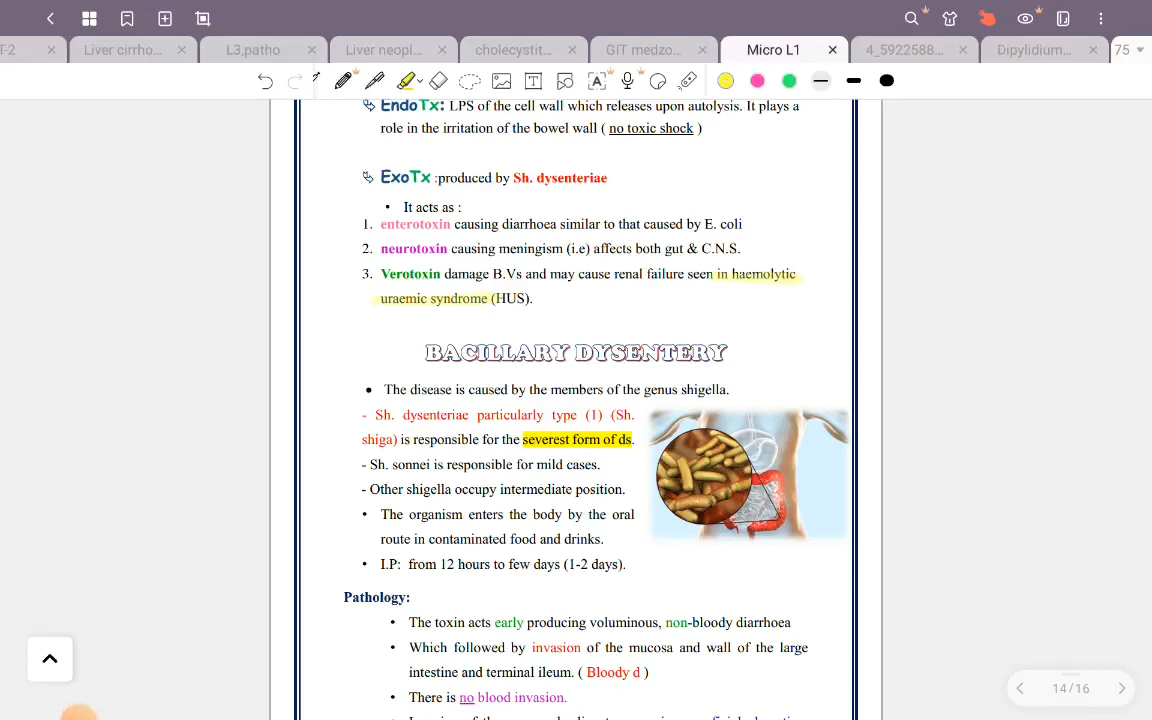 T-2
Liver cirrho...
L3,patho
Liver neopl...
cholecystit...
GIT medzo...
Micro L1
4_5922588...
Dipylidium...
75
EndoTx: LPS of the cell wall which releases upon autolysis. It plays a
role in the irritation of the bowel wall ( no toxic shock )
ExoTx :produced by Sh. dysenteriae
• It acts as :
1. enterotoxin causing diarrhoea similar to that caused by E. coli
2. neurotoxin causing meningism (i.e) affects both gut & C.N.S.
3. Verotoxin damage B.Vs and may cause renal failure seen in haemolytic
uraemic syndrome (HUS).
BACILLARY DYSENTERY
• The disease is caused by the members of the genus shigella.
- Sh. dysenteriae particularly type (1) (Sh.
shiga) is responsible for the severest form of ds.
- Sh. sonnei is responsible for mild cases.
- Other shigella occupy intermediate position.
• The organism enters the body by the oral
route in contaminated food and drinks.
• I.P: from 12 hours to few days (1-2 days).
Pathology:
• The toxin acts early producing voluminous, non-bloody diarrhoea
• Which followed by invasion of the mucosa and wall of the large
intestine and terminal ileum. ( Bloody d )
• There is no blood invasion.
14/16